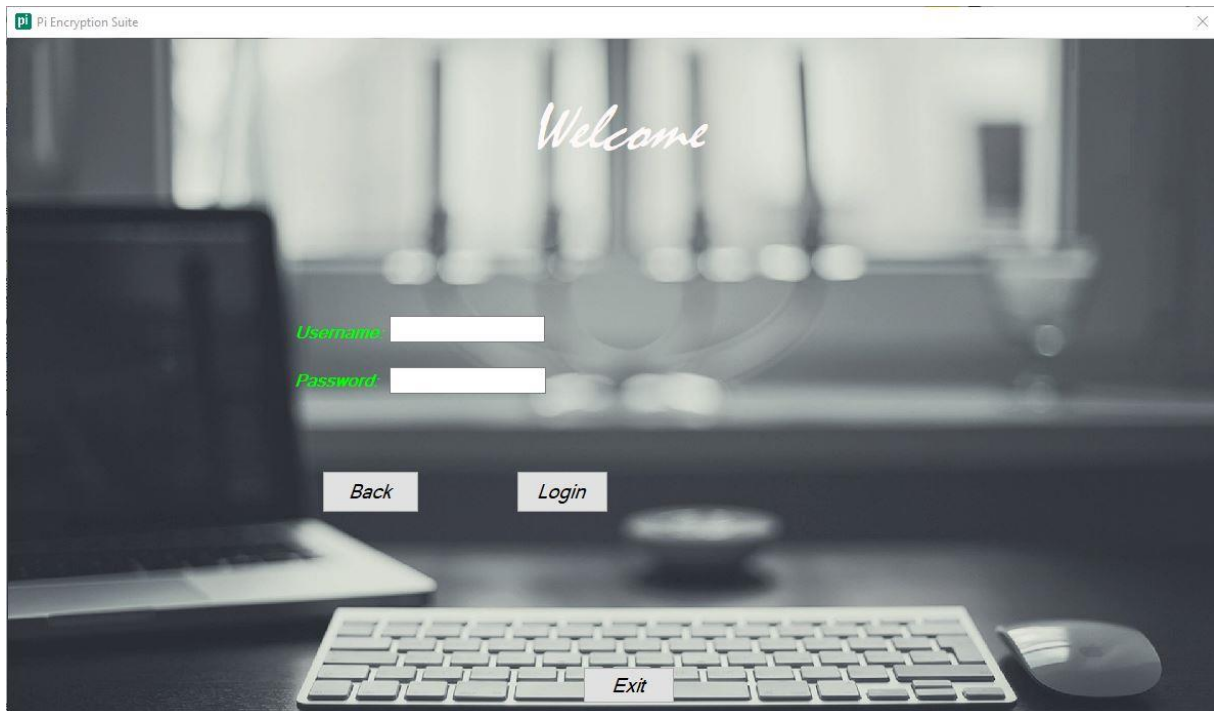 pi Pi Encryption Suite
Welcome
Username:
Password:
Back Login
Exit